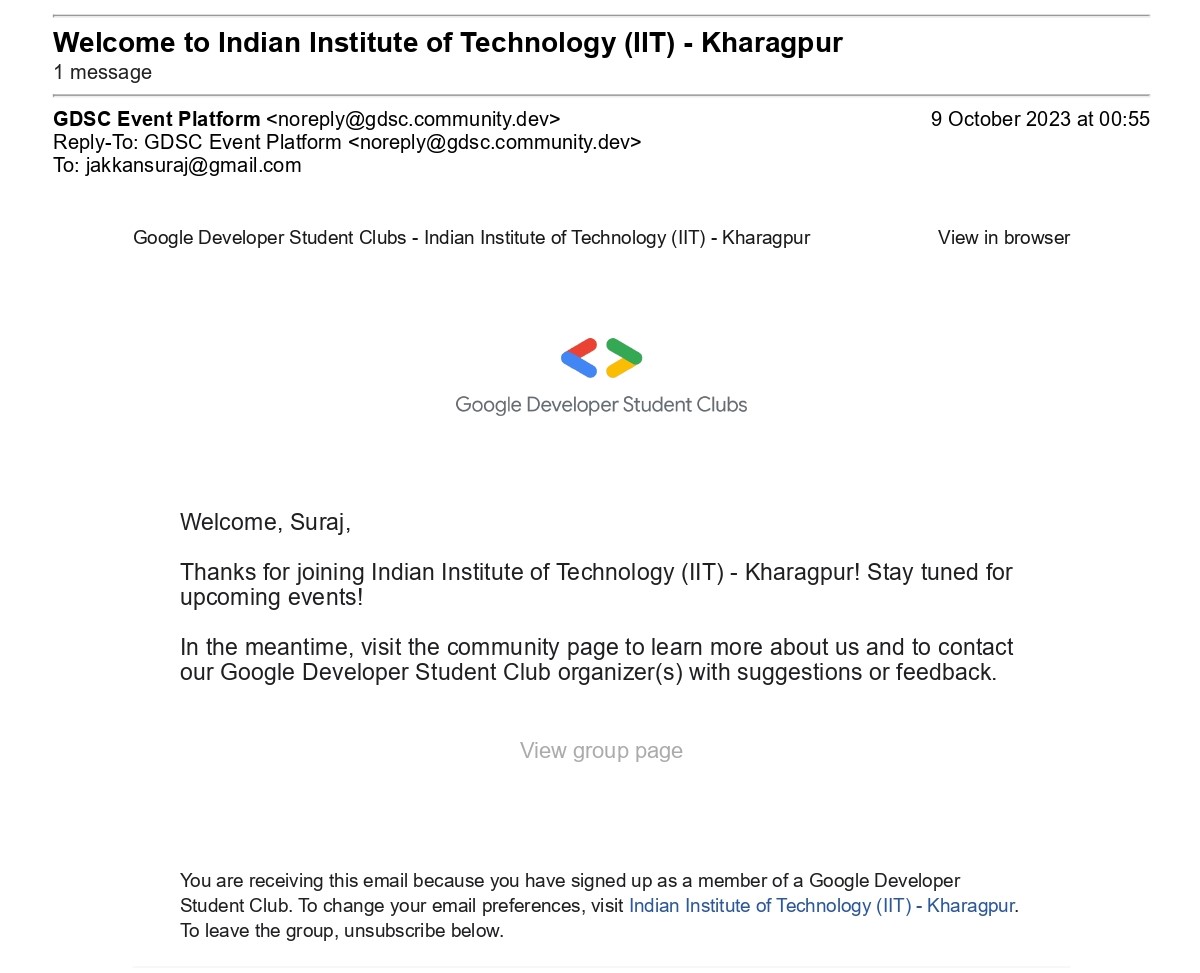 Welcome to Indian Institute of Technology (IIT) - Kharagpur
1 message
GDSC Event Platform <noreply@gdsc.community.dev> 9 October 2023 at 00:55
Reply-To: GDSC Event Platform <noreply@gdsc.community.dev>
To: jakkansuraj@gmail.com
Google Developer Student Clubs - Indian Institute of Technology (IIT) - Kharagpur View in browser
Google Developer Student Clubs
Welcome, Suraj,
Thanks for joining Indian Institute of Technology (IIT) - Kharagpur! Stay tuned for
upcoming events!
In the meantime, visit the community page to learn more about us and to contact
our Google Developer Student Club organizer(s) with suggestions or feedback.
View group page
You are receiving this email because you have signed up as a member of a Google Developer
Student Club. To change your email preferences, visit Indian Institute of Technology (IIT) - Kharagpur.
To leave the group, unsubscribe below.